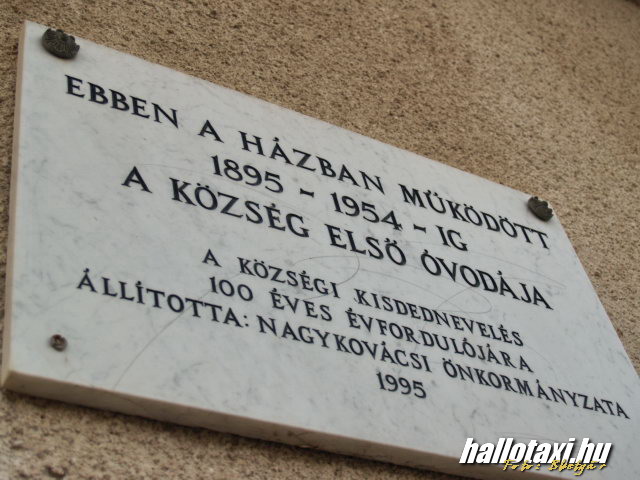 EBBEN A HÁZBAN MŰKÖDÖTT
1895 - 1954 - IG
A KÖZSÉG ELSŐ ÓVODÁJA
A KÖZSÉGI KISDEDNEVELÉS
100 ÉVES ÉVFORDULÓJÁRA
ÁLLÍTOTTA: NAGYKOVÁCSI ÖNKORMÁNYZATA
1995
hallotaxi.hu